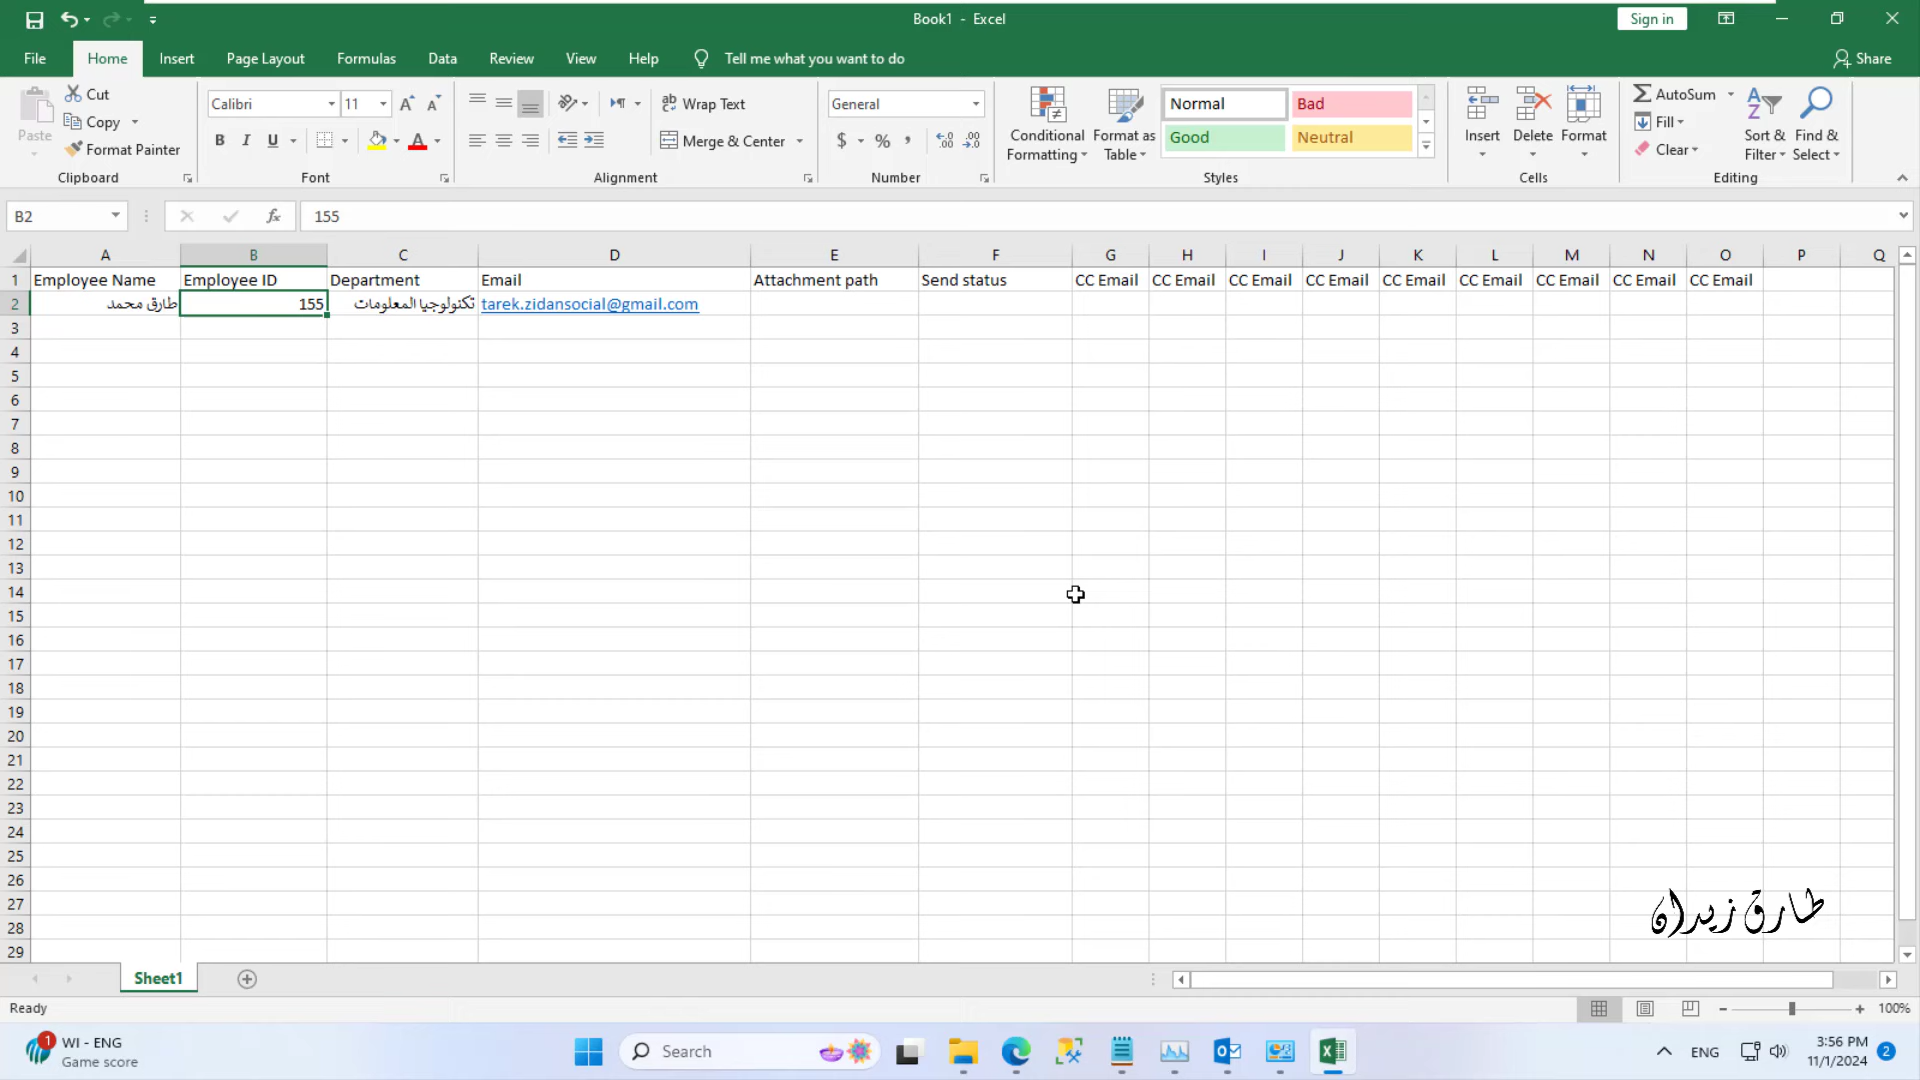 Book1 - Excel
Sign in
File Home Insert Page Layout Formulas Data Review View Help Tell me what you want to do Share
Paste
Cut
Copy
Format Painter
Clipboard
Calibri 11
B I U
Font
Wrap Text
Merge & Center
Alignment
General
$ % ,
Number
Conditional Formatting
Format as Table
Normal Bad
Good Neutral
Styles
Insert Delete Format
Cells
AutoSum
Fill
Clear
Sort & Filter
Find & Select
Editing
B2 fx 155
A B C D E F G H I J K L M N O P Q
1 Employee Name Employee ID Department Email Attachment path Send status CC Email CC Email CC Email CC Email CC Email CC Email CC Email CC Email CC Email
2 طارق محمد 155 تكنولوجيا المعلومات tarek.zidansocial@gmail.com
3
4
5
6
7
8
9
10
11
12
13
14
15
16
17
18
19
20
21
22
23
24
25
26
27
28
29
طارق زيدان
Sheet1
Ready 100%
1 WI - ENG
Game score
Search
ENG
3:56 PM
11/1/2024
2